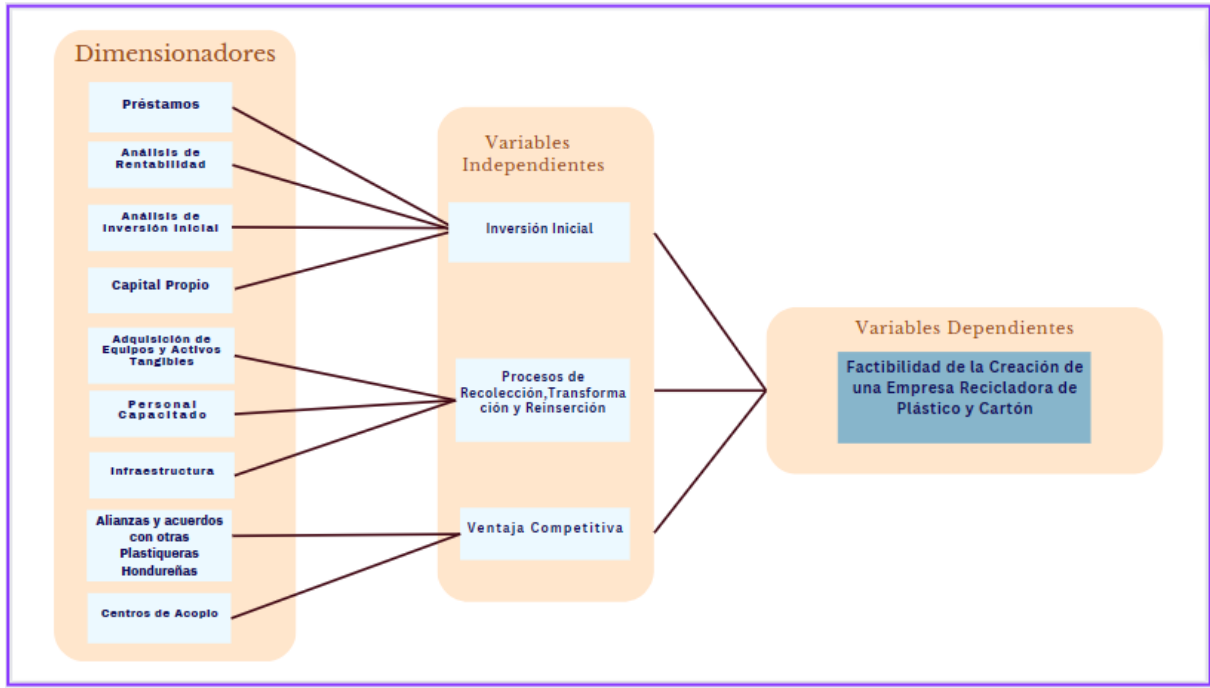 Dimensionadores
Préstamos
Análisis de
Rentabilidad
Análisis de
Inversión Inicial
Capital Propio
Adquisición de
Equipos y Activos
Tangibles
Personal
Capacitado
Infraestructura
Alianzas y acuerdos
con otras
Plastiqueras
Hondureñas
Centros de Acopio
Variables
Independientes
Inversión Inicial
Procesos de
Recolección,Transforma
ción y Reinserción
Ventaja Competitiva
Variables Dependientes
Factibilidad de la Creación de
una Empresa Recicladora de
Plástico y Cartón